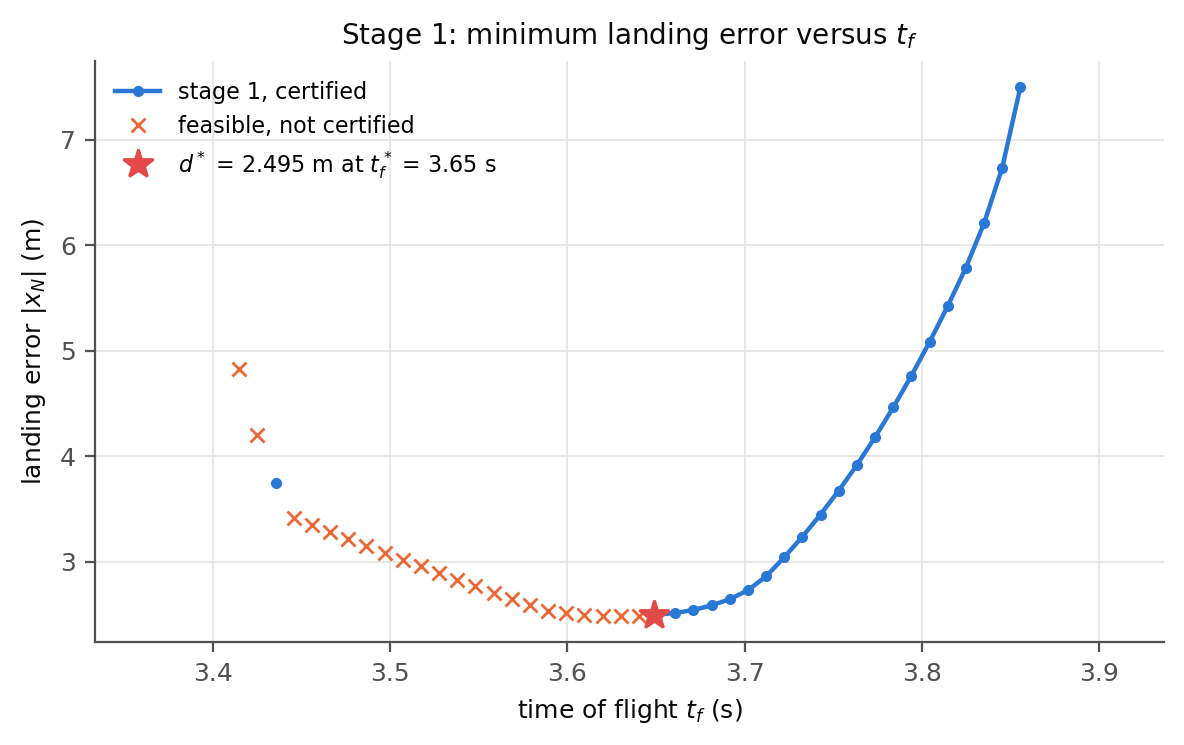 Stage 1: minimum landing error versus t_f
stage 1, certified
feasible, not certified
d* = 2.495 m at t_f* = 3.65 s
landing error |x_N| (m)
7
6
5
4
3
3.4 3.5 3.6 3.7 3.8 3.9
time of flight t_f (s)